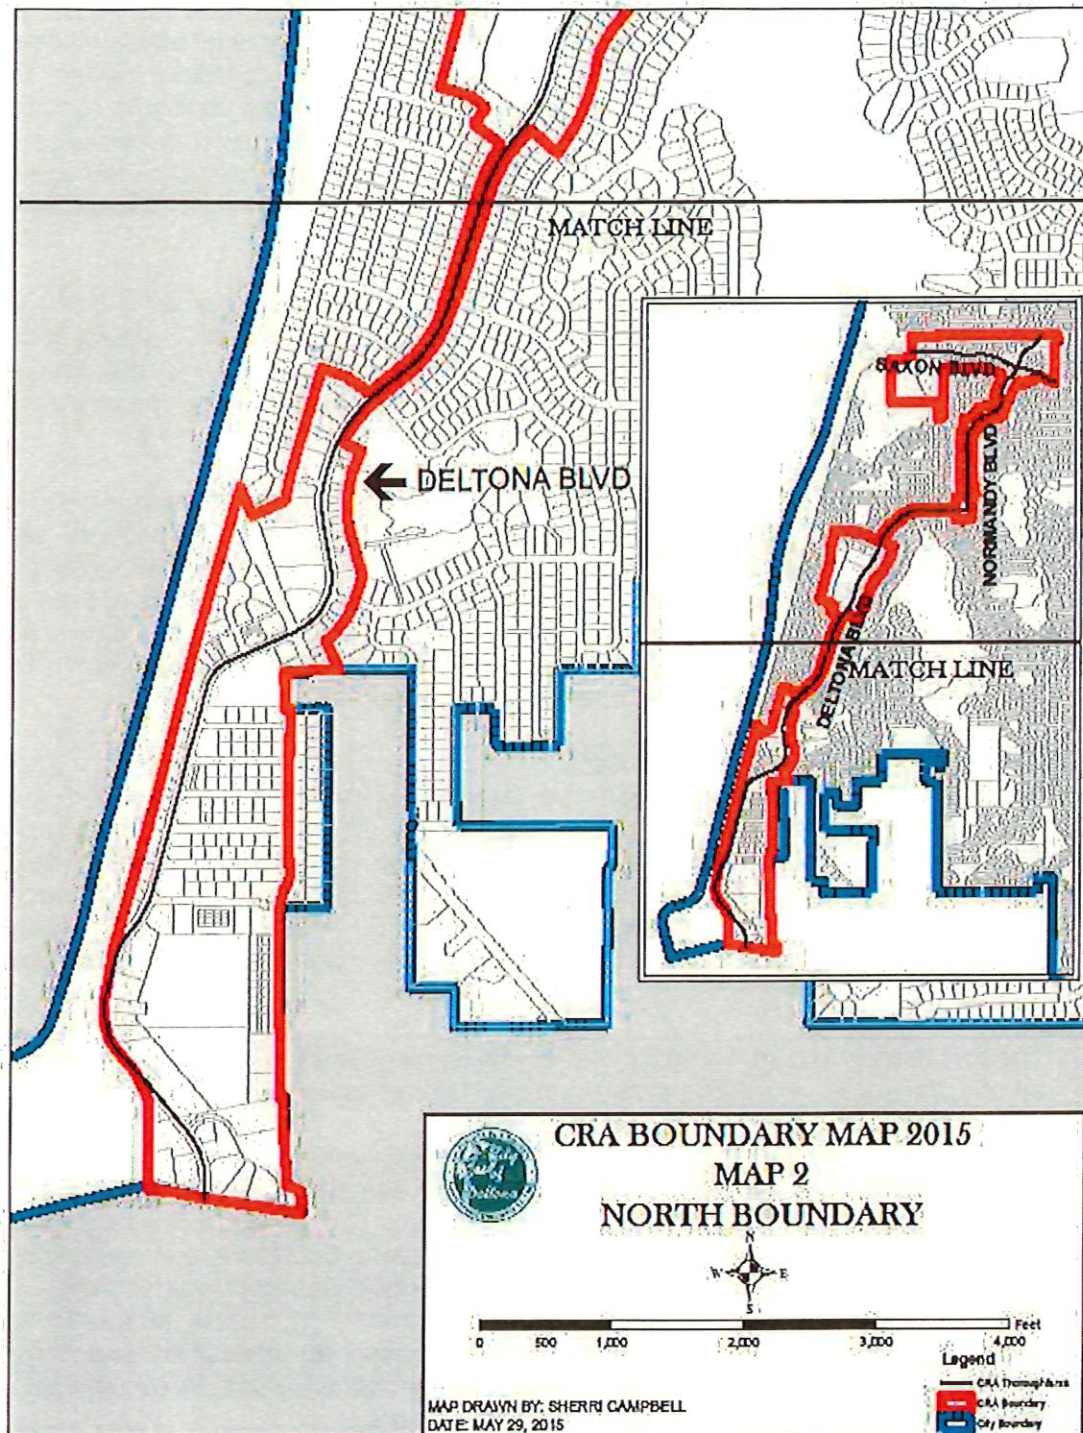 MATCH LINE
DELTONA BLVD
SAXON BLVD
NORMANDY BLVD
DELTONA BLVD
MATCH LINE
CRA BOUNDARY MAP 2015
MAP 2
NORTH BOUNDARY
N
W E
S
Feet
0 500 1,000 2,000 3,000 4,000
Legend
CRA Thoroughfares
CRA Boundary
City Boundary
MAP DRAWN BY: SHERRI CAMPBELL
DATE: MAY 29, 2015